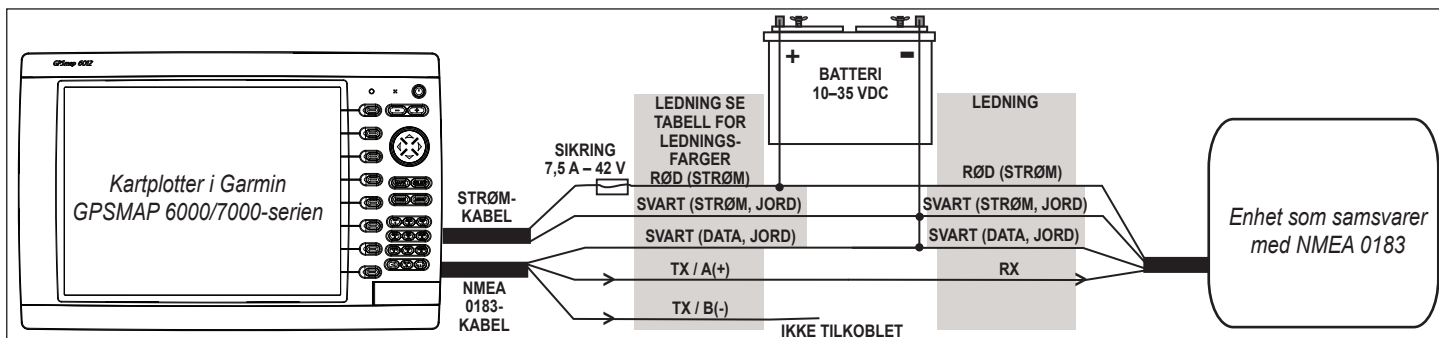 GPSmap 6012
Kartplotter i Garmin
GPSMAP 6000/7000-serien
STRØM-
KABEL
NMEA
0183-
KABEL
SIKRING
7,5 A – 42 V
LEDNING SE
TABELL FOR
LEDNINGS-
FARGER
RØD (STRØM)
SVART (STRØM, JORD)
SVART (DATA, JORD)
TX / A(+)
TX / B(-)
IKKE TILKOBLET
+
-
BATTERI
10–35 VDC
LEDNING
RØD (STRØM)
SVART (STRØM, JORD)
SVART (DATA, JORD)
RX
Enhet som samsvarer
med NMEA 0183